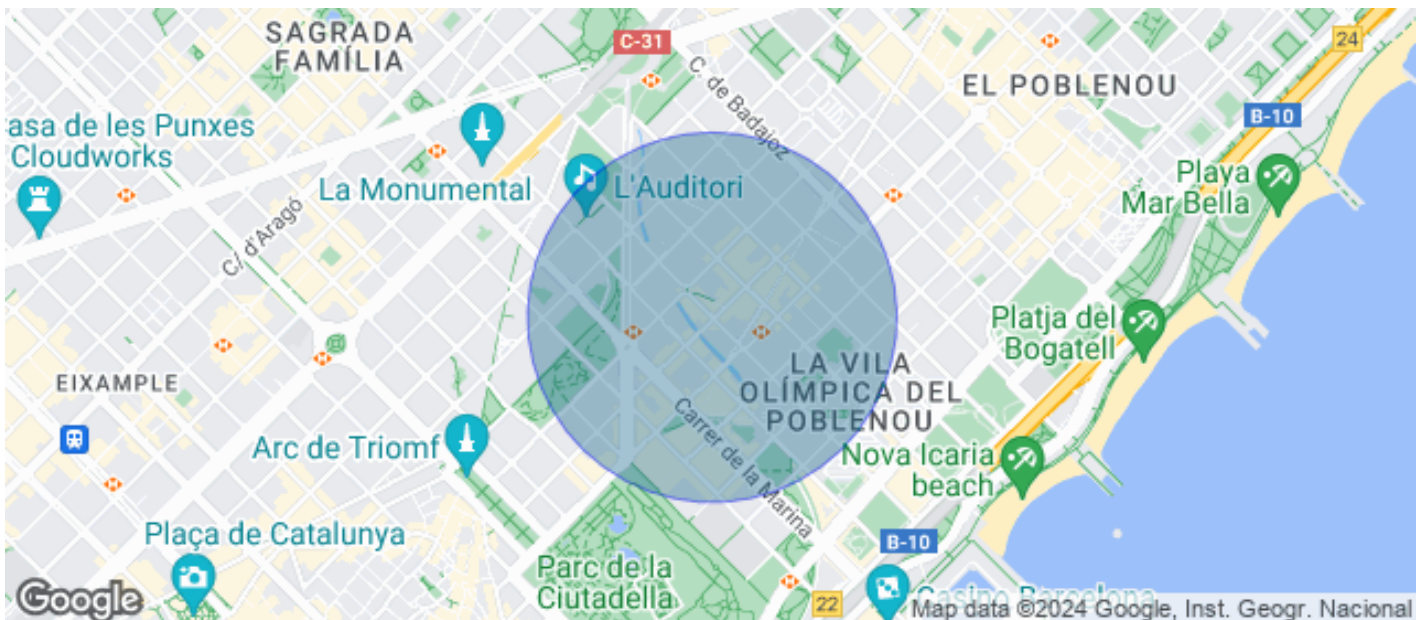 SAGRADA
FAMÍLIA
C-31
C. de Badajoz
EL POBLENOU
24
B-10
asa de les Punxes
Cloudworks
La Monumental
L'Auditori
Playa
Mar Bella
C/ d'Aragó
Platja del
Bogatell
EIXAMPLE
LA VILA
OLÍMPICA DEL
POBLENOU
Arc de Triomf
Carrer de la Marina
Nova Icaria
beach
Plaça de Catalunya
B-10
Parc de la
Ciutadella
22
Casino Barcelona
Google
Map data ©2024 Google, Inst. Geogr. Nacional